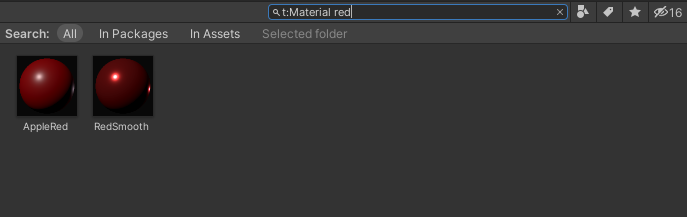 t:Material red
16
Search: All In Packages In Assets Selected folder
AppleRed RedSmooth